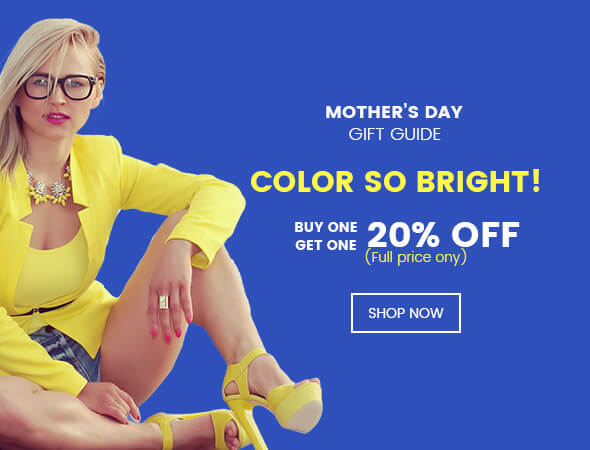 MOTHER'S DAY
GIFT GUIDE
COLOR SO BRIGHT!
BUY ONE
GET ONE
20% OFF
(Full price ony)
SHOP NOW